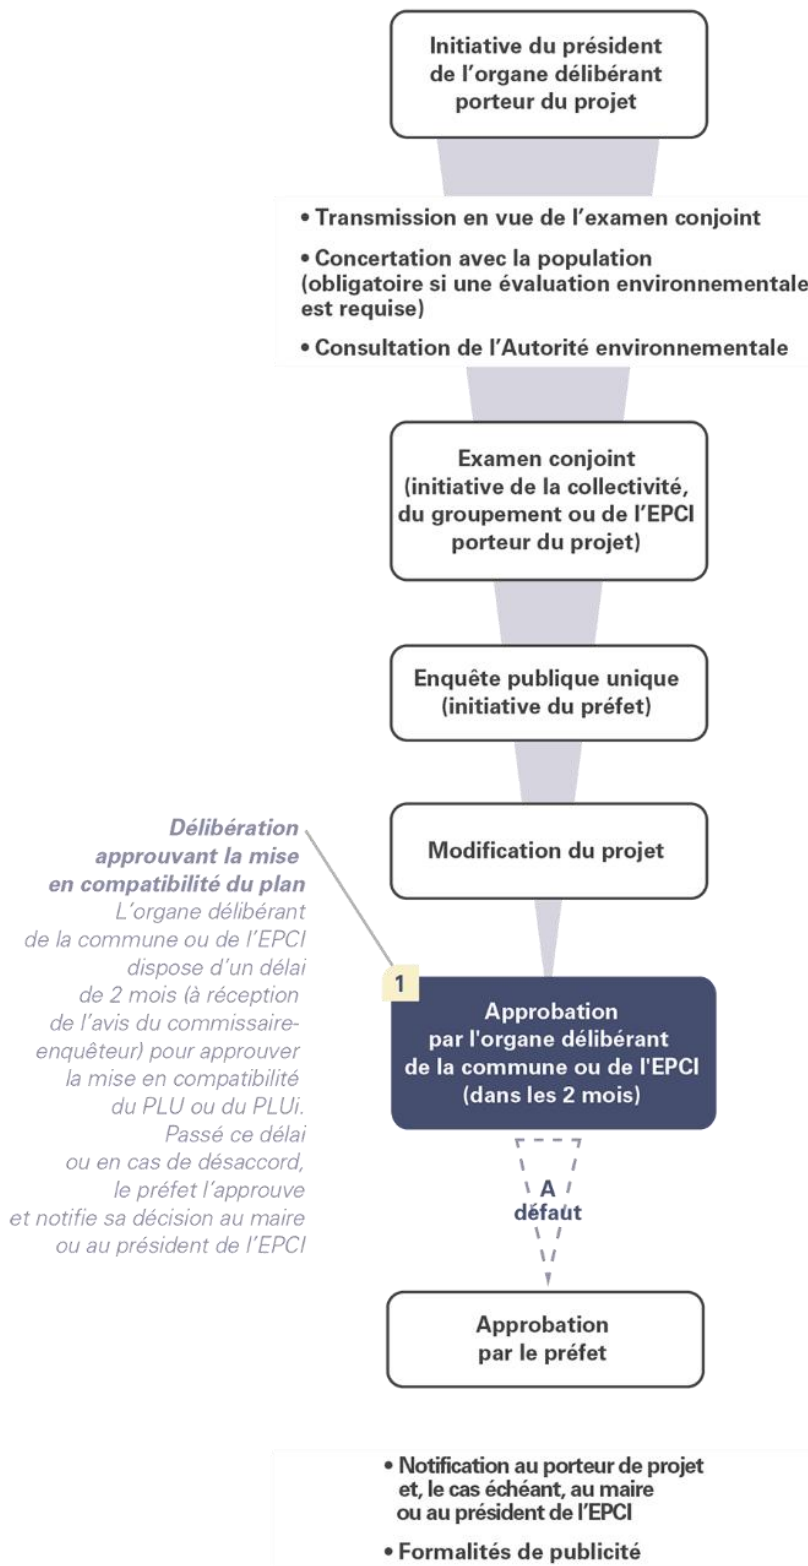 Initiative du président
de l'organe délibérant
porteur du projet
• Transmission en vue de l'examen conjoint
• Concertation avec la population
(obligatoire si une évaluation environnementale
est requise)
• Consultation de l'Autorité environnementale
Examen conjoint
(initiative de la collectivité,
du groupement ou de l'EPCI
porteur du projet)
Enquête publique unique
(initiative du préfet)
Modification du projet
Délibération
approuvant la mise
en compatibilité du plan
L'organe délibérant
de la commune ou de l'EPCI
dispose d'un délai
de 2 mois (à réception
de l'avis du commissaire-
enquêteur) pour approuver
la mise en compatibilité
du PLU ou du PLUi.
Passé ce délai
ou en cas de désaccord,
le préfet l'approuve
et notifie sa décision au maire
ou au président de l'EPCI
1
Approbation
par l'organe délibérant
de la commune ou de l'EPCI
(dans les 2 mois)
A
défaut
Approbation
par le préfet
• Notification au porteur de projet
et, le cas échéant, au maire
ou au président de l'EPCI
• Formalités de publicité